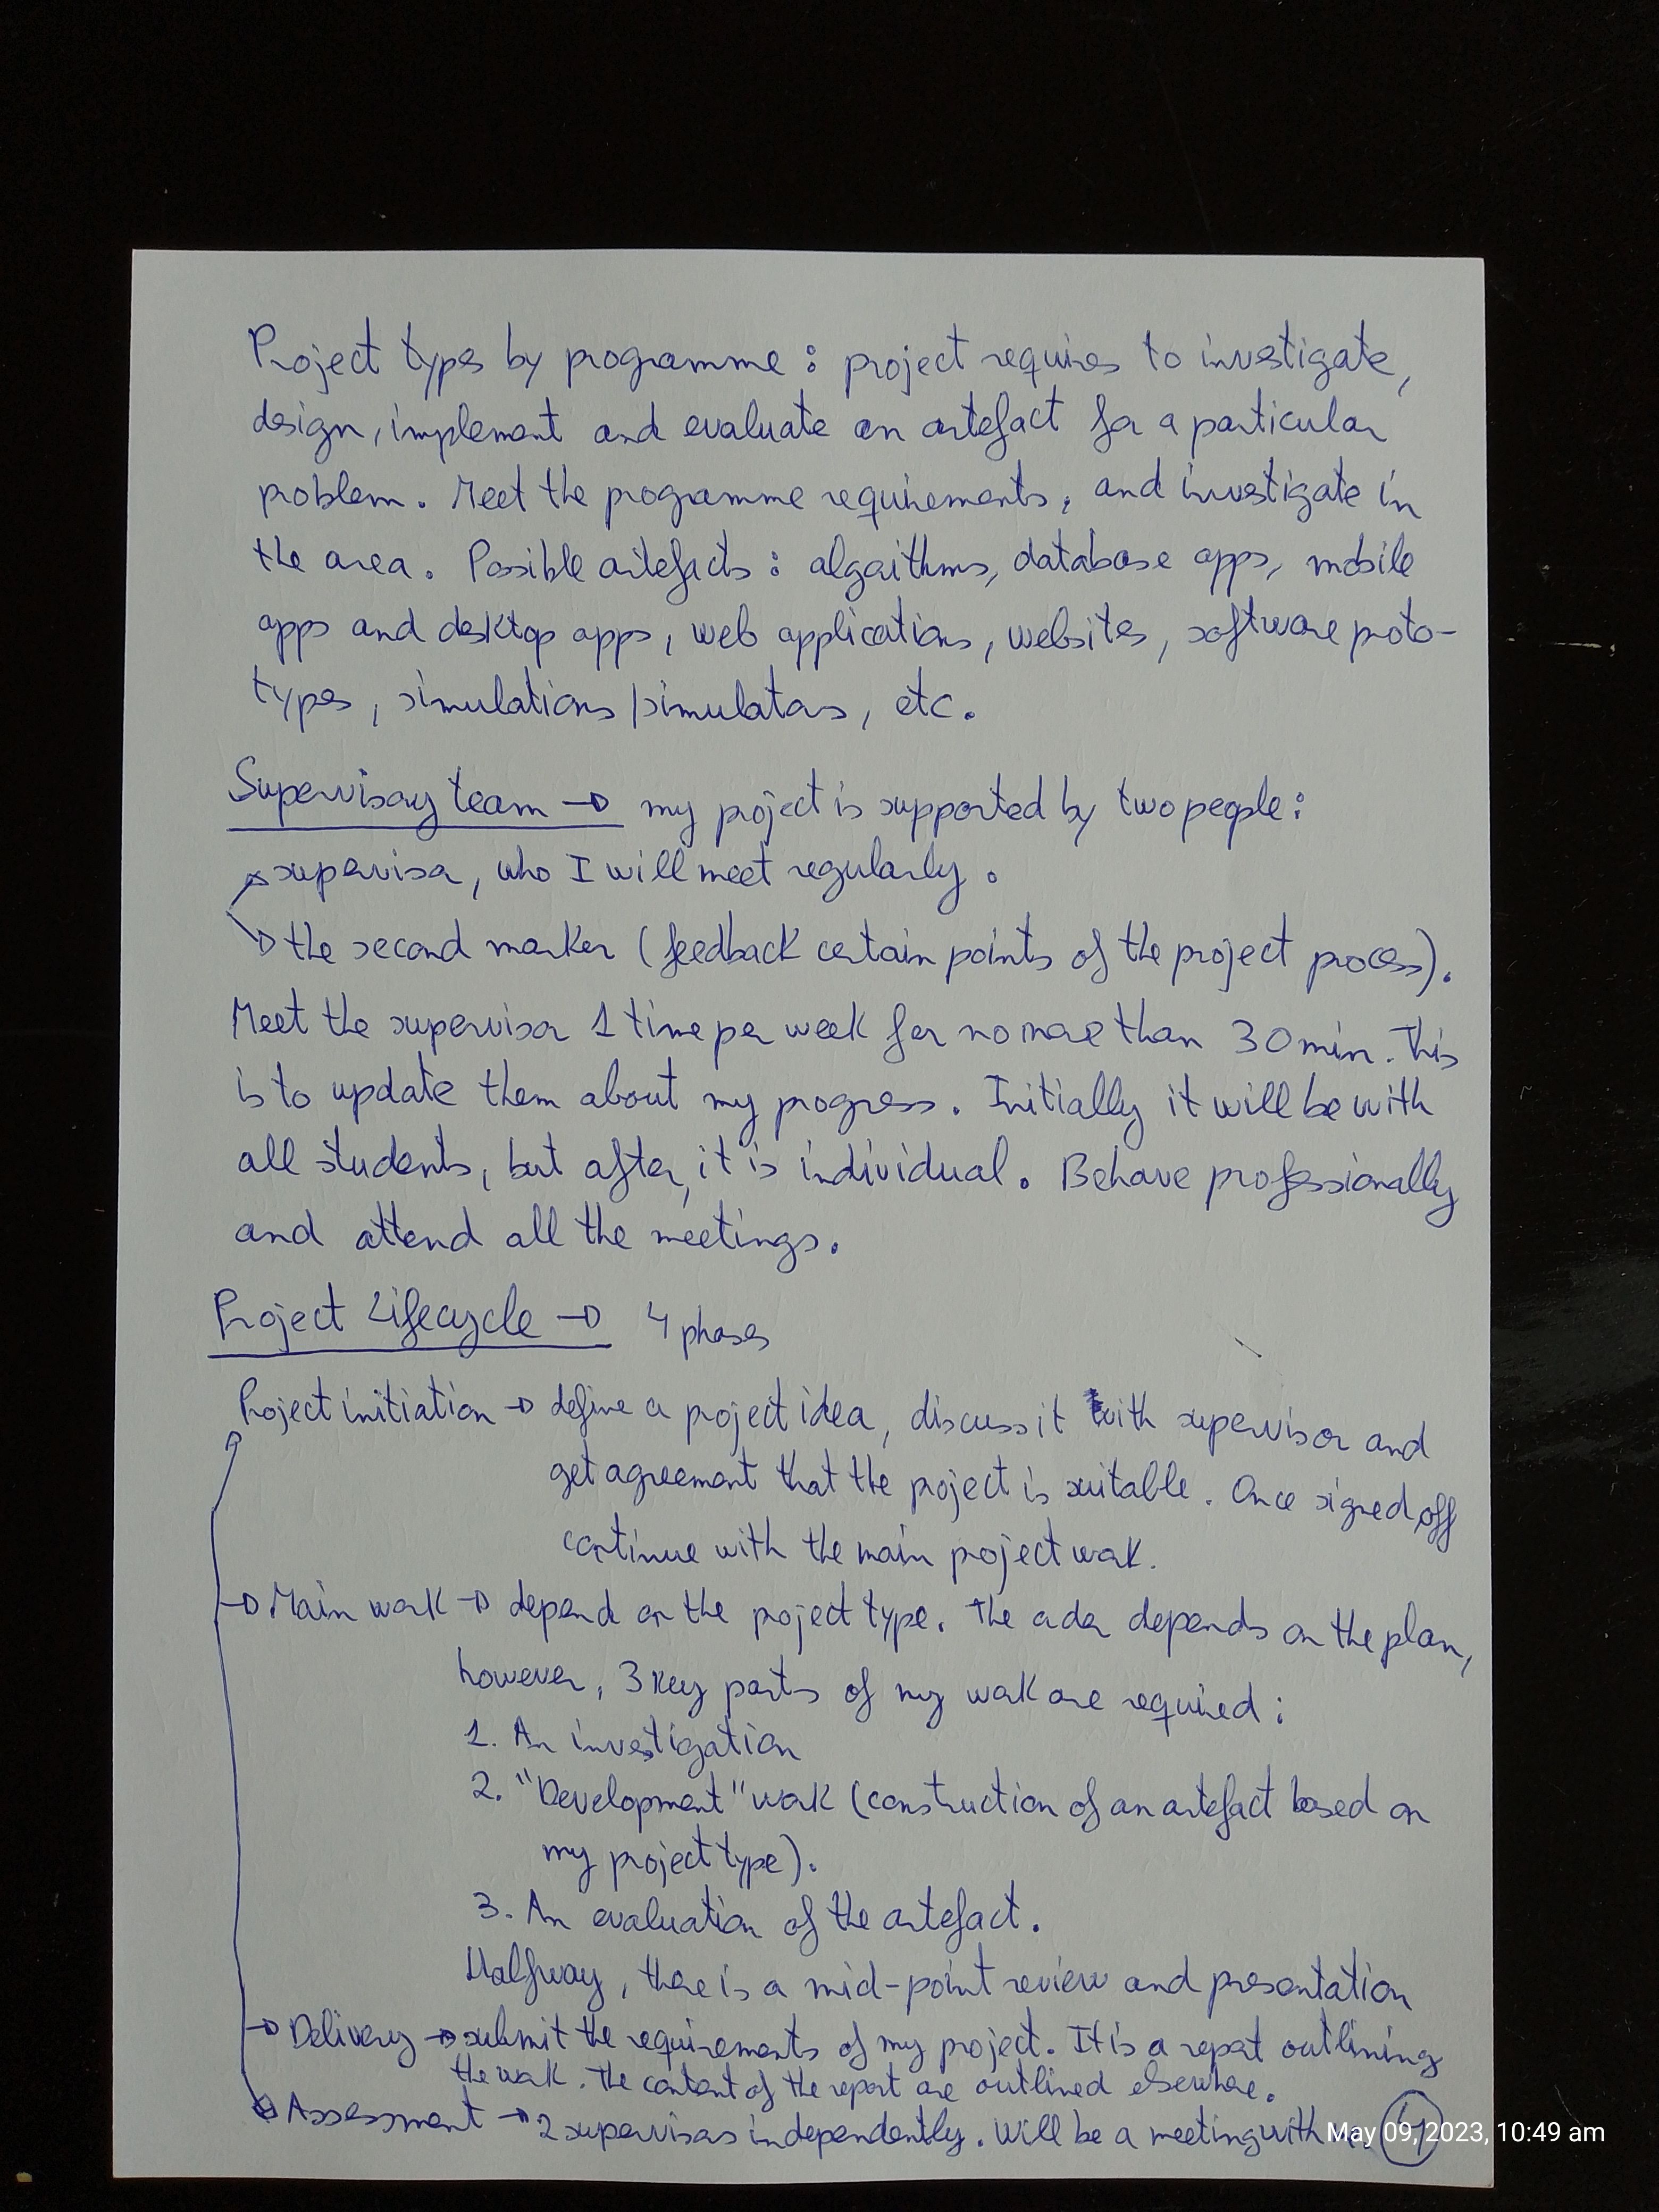 Project types by programme : project requires to investigate,
design, implement and evaluate an artefact for a particular
problem. Meet the programme requirements, and investigate in
the area. Possible artefacts : algorithms, database apps, mobile
apps and desktop apps, web applications, websites, software proto-
types, simulations/simulators, etc.
Supervisory team → my project is supported by two people:
→ supervisor, who I will meet regularly.
→ the second marker (feedback certain points of the project process).
Meet the supervisor 1 time per week for no more than 30 min. This
is to update them about my progress. Initially it will be with
all students, but after, it is individual. Behave professionally
and attend all the meetings.
Project Lifecycle → 4 phases
Project initiation → define a project idea, discuss it with supervisor and
get agreement that the project is suitable. Once signed off
continue with the main project work.
→ Main work → depend on the project type. The order depends on the plan,
however, 3 key parts of my work are required:
1. An investigation
2. "Development" work (construction of an artefact based on
my project type).
3. An evaluation of the artefact.
Halfway, there is a mid-point review and presentation
→ Delivery → submit the requirements of my project. It is a report outlining
the work. The content of the report are outlined elsewhere.
→ Assessment → 2 supervisors independently. Will be a meeting with
May 09, 2023, 10:49 am